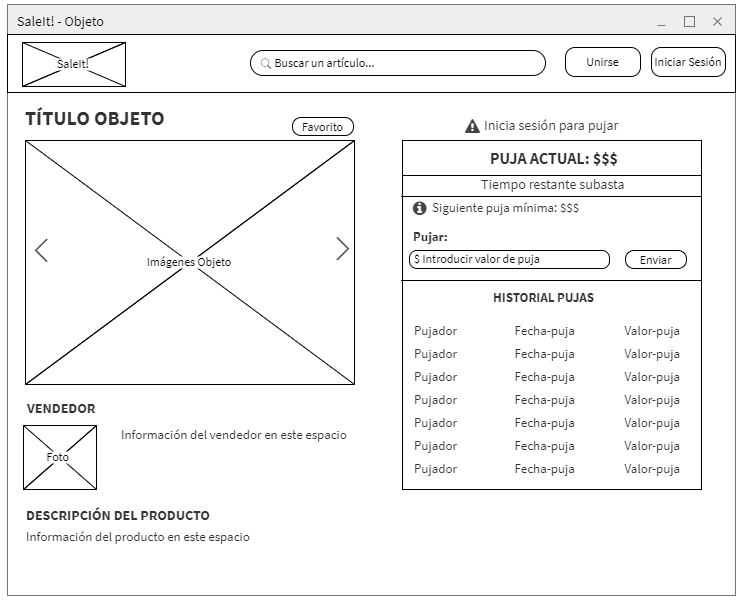 SaleIt! - Objeto
SaleIt!
Buscar un artículo...
Unirse
Iniciar Sesión
TÍTULO OBJETO
Favorito
Imágenes Objeto
VENDEDOR
Foto
Información del vendedor en este espacio
DESCRIPCIÓN DEL PRODUCTO
Información del producto en este espacio
Inicia sesión para pujar
PUJA ACTUAL: $$$
Tiempo restante subasta
Siguiente puja mínima: $$$
Pujar:
$ Introducir valor de puja
Enviar
HISTORIAL PUJAS
Pujador Fecha-puja Valor-puja
Pujador Fecha-puja Valor-puja
Pujador Fecha-puja Valor-puja
Pujador Fecha-puja Valor-puja
Pujador Fecha-puja Valor-puja
Pujador Fecha-puja Valor-puja
Pujador Fecha-puja Valor-puja